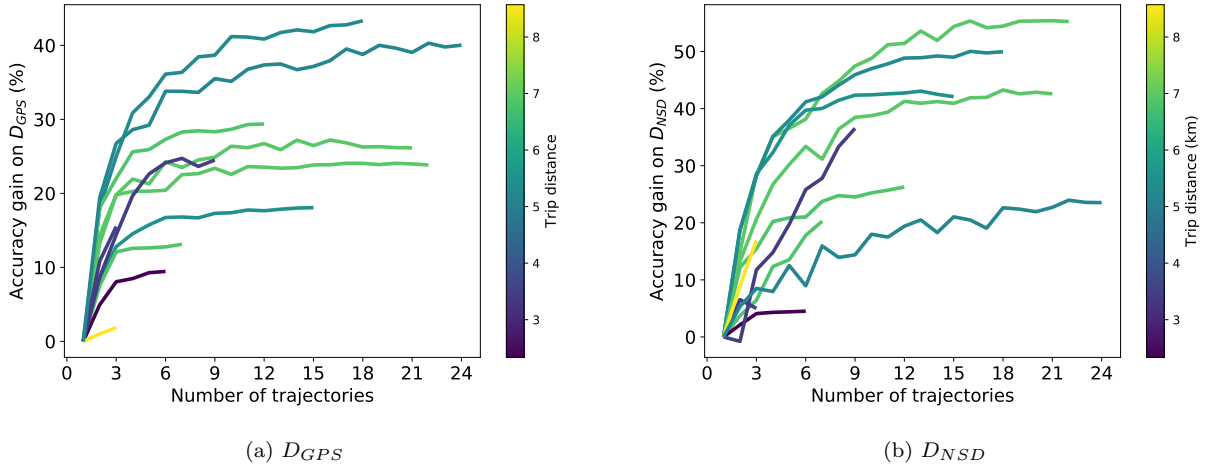 40
30
20
10
0
0 3 6 9 12 15 18 21 24
Number of trajectories
Accuracy gain on D_GPS (%)
8
7
6
5
4
3
Trip distance
(a) D_GPS
50
40
30
20
10
0
0 3 6 9 12 15 18 21 24
Number of trajectories
Accuracy gain on D_NSD (%)
8
7
6
5
4
3
Trip distance (km)
(b) D_NSD